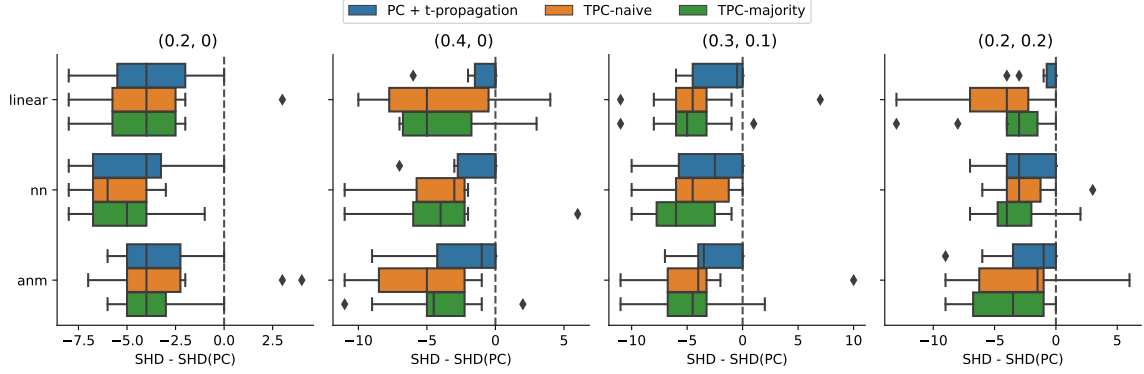 PC + t-propagation TPC-naive TPC-majority
(0.2, 0) (0.4, 0) (0.3, 0.1) (0.2, 0.2)
linear
nn
anm
−7.5 −5.0 −2.5 0.0 2.5 −10 −5 0 5 −10 −5 0 5 10 −10 −5 0 5
SHD - SHD(PC) SHD - SHD(PC) SHD - SHD(PC) SHD - SHD(PC)